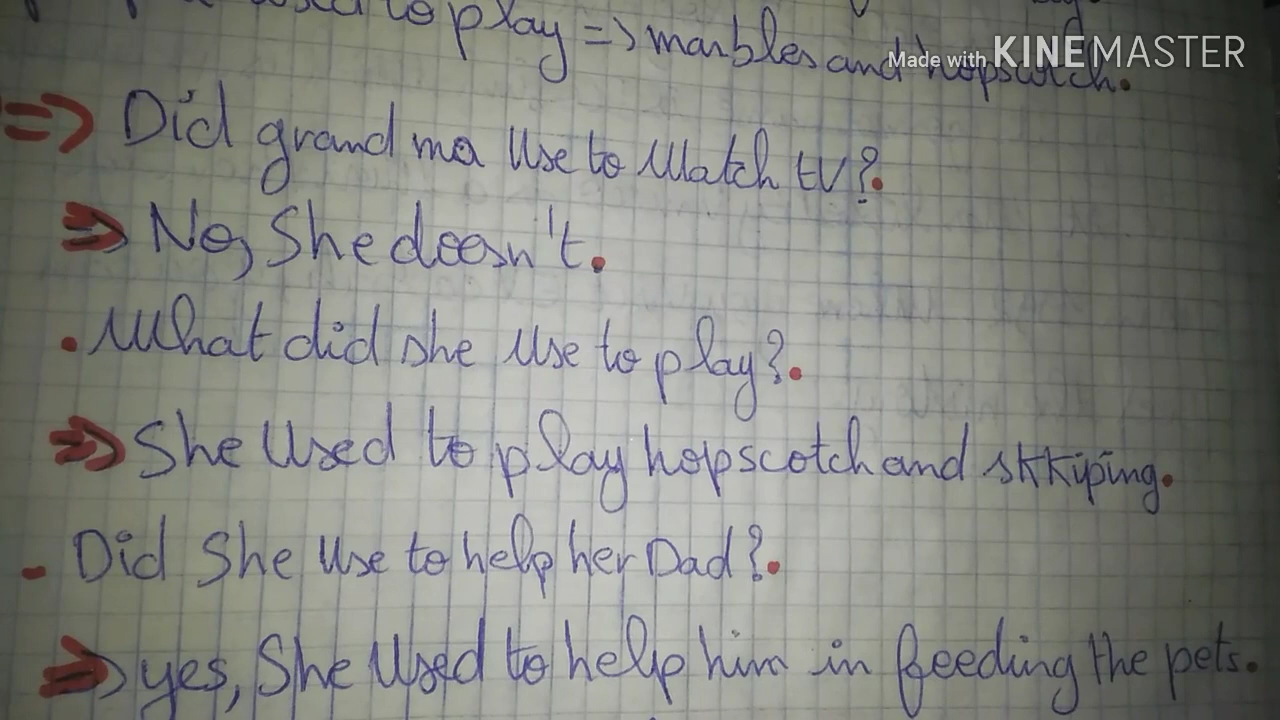 to play => marbles and hopscotch.
Made with KINEMASTER
=> Did grand ma use to watch tv?.
=> No, She doesn't.
. What did she use to play?.
=> She used to play hopscotch and skkiping.
- Did She use to help her Dad?.
=> yes, She used to help him in feeding the pets.